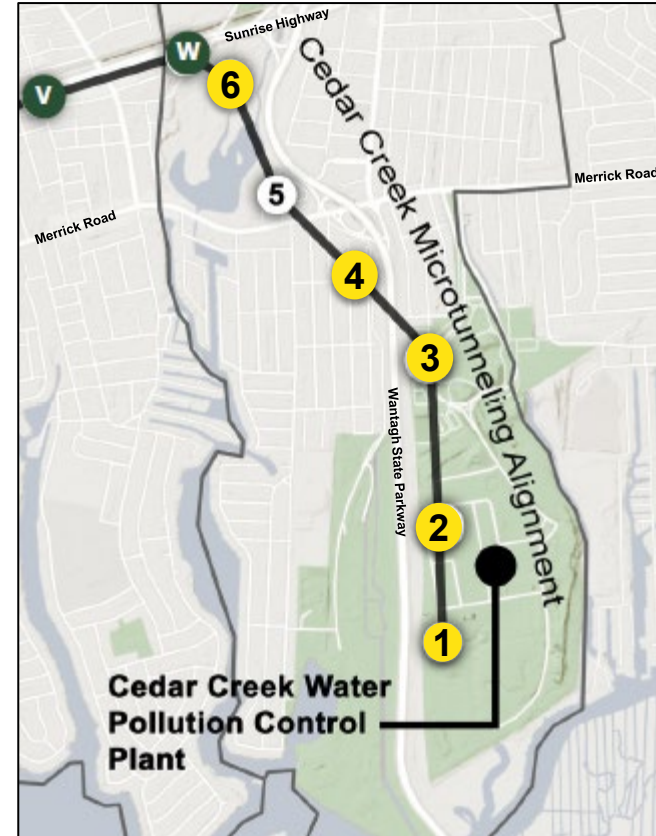 Sunrise Highway
W
V
6
Cedar Creek Microtunneling Alignment
Merrick Road
5
Merrick Road
4
3
Wantagh State Parkway
2
1
Cedar Creek Water
Pollution Control
Plant